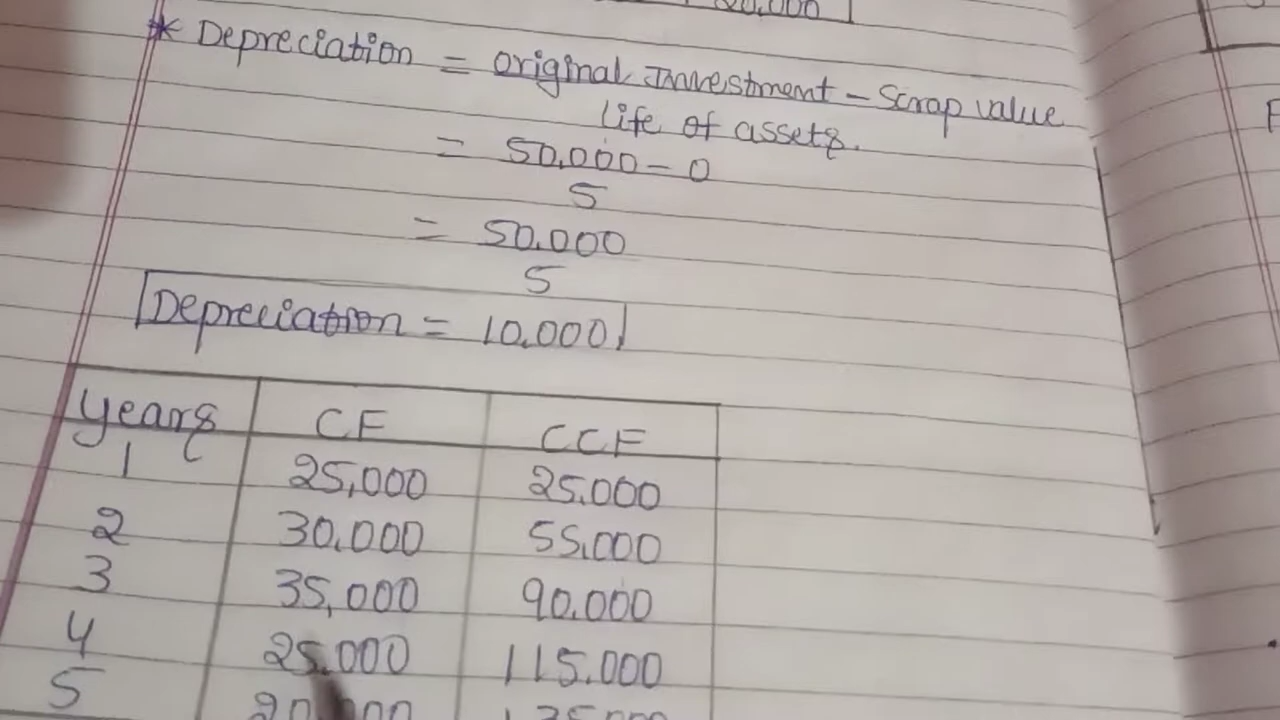 20,000
* Depreciation = original Investment - Scrap value
life of assets.
= 50,000 - 0
5
= 50,000
5
Depreciation = 10,000
years CF CCF
1 25,000 25,000
2 30,000 55,000
3 35,000 90,000
4 25,000 115,000
5